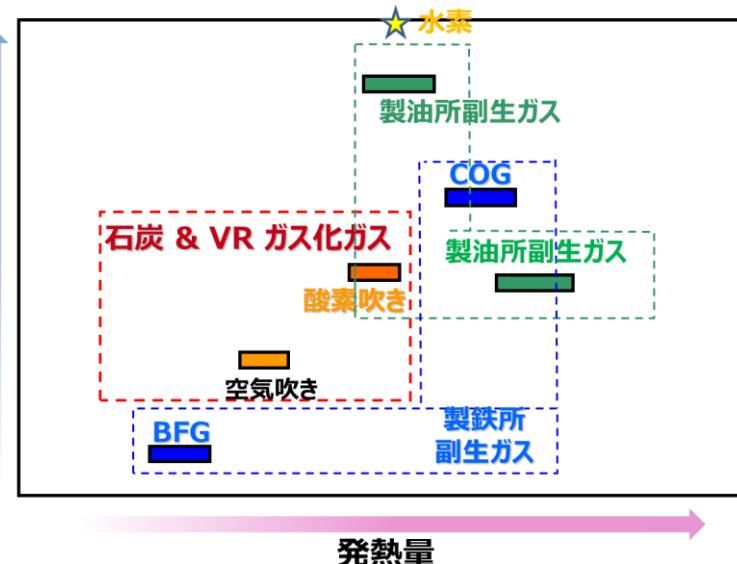 水素
製油所副生ガス
COG
石炭 & VR ガス化ガス
製油所副生ガス
酸素吹き
空気吹き
BFG
製鉄所
副生ガス
発熱量